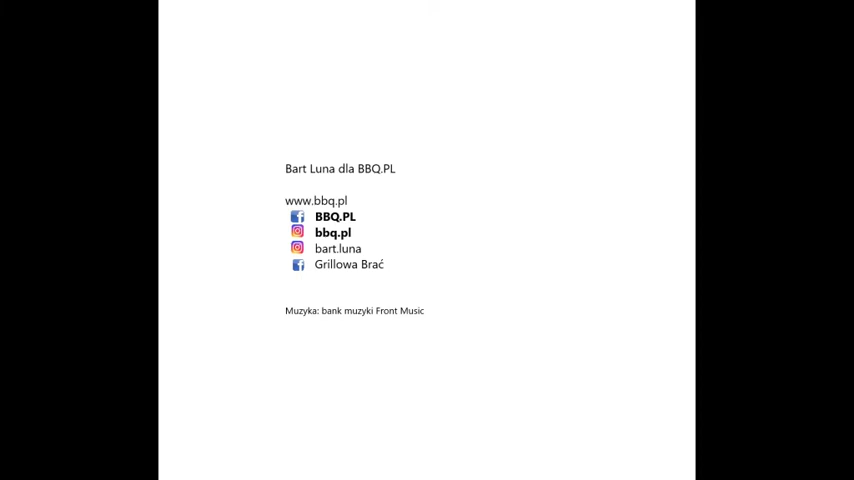 Bart Luna dla BBQ.PL
www.bbq.pl
BBQ.PL
bbq.pl
bart.luna
Grillowa Brać
Muzyka: bank muzyki Front Music